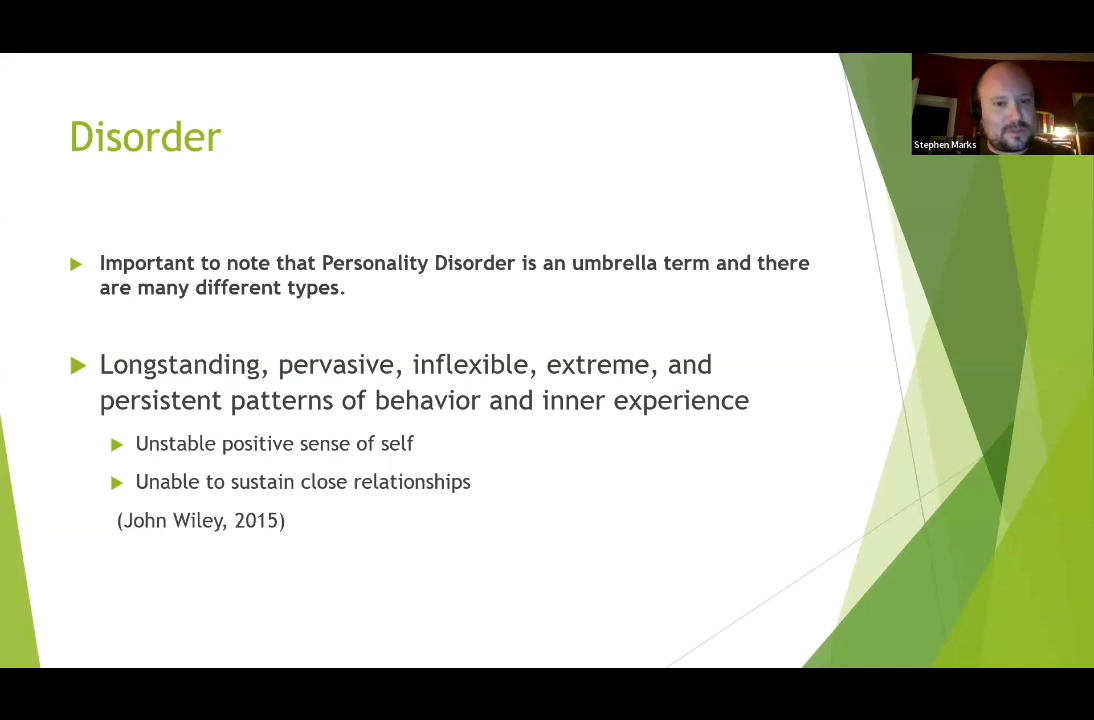 Disorder
Stephen Marks
Important to note that Personality Disorder is an umbrella term and there
are many different types.
Longstanding, pervasive, inflexible, extreme, and
persistent patterns of behavior and inner experience
Unstable positive sense of self
Unable to sustain close relationships
(John Wiley, 2015)